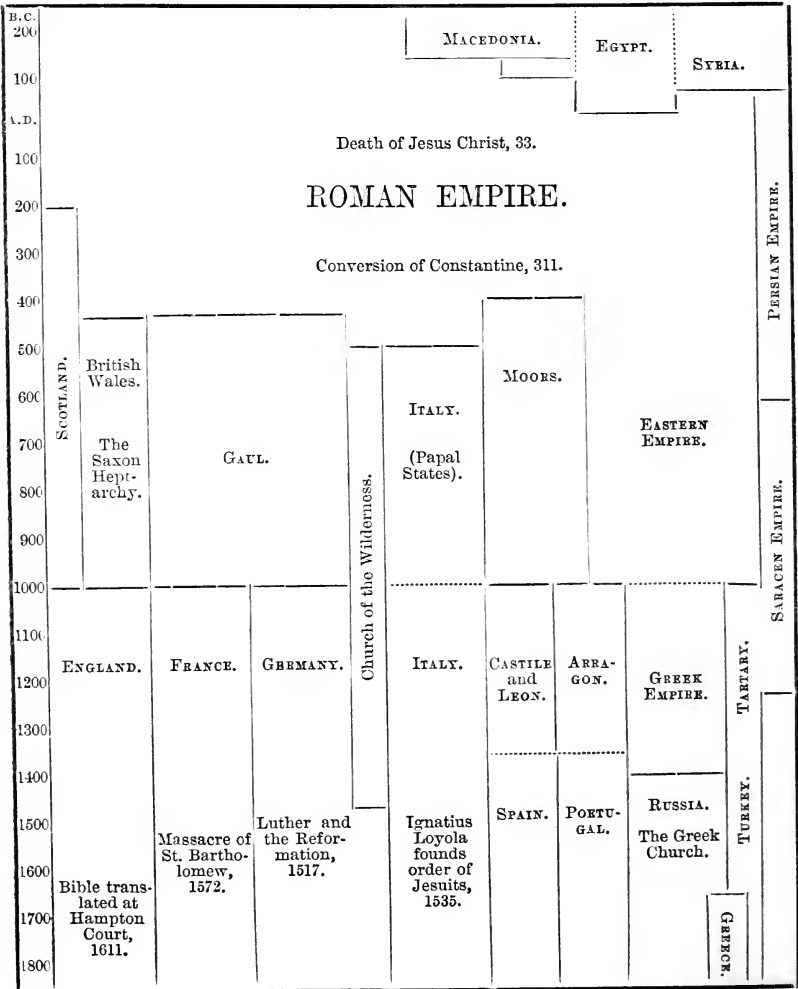 B.C.
200
MACEDONIA.
EGYPT.
SYRIA.
100
A.D.
Death of Jesus Christ, 33.
100
ROMAN EMPIRE.
200
PERSIAN EMPIRE.
300
Conversion of Constantine, 311.
400
500
SCOTLAND.
British
Wales.
MOORS.
600
ITALY.
EASTERN
EMPIRE.
700
The
Saxon
Hept-
archy.
GAUL.
(Papal
States).
800
Church of the Wilderness.
SARACEN EMPIRE.
900
1000
1100
ENGLAND.
FRANCE.
GERMANY.
ITALY.
CASTILE
and
LEON.
ARRA-
GON.
GREEK
EMPIRE.
TARTARY.
1200
1300
1400
SPAIN.
PORTU-
GAL.
RUSSIA.
The Greek
Church.
TURKEY.
1500
Massacre of
St. Bartho-
lomew,
1572.
Luther and
the Refor-
mation,
1517.
Ignatius
Loyola
founds
order of
Jesuits,
1535.
1600
Bible trans-
lated at
Hampton
Court,
1611.
1700
GREECE.
1800